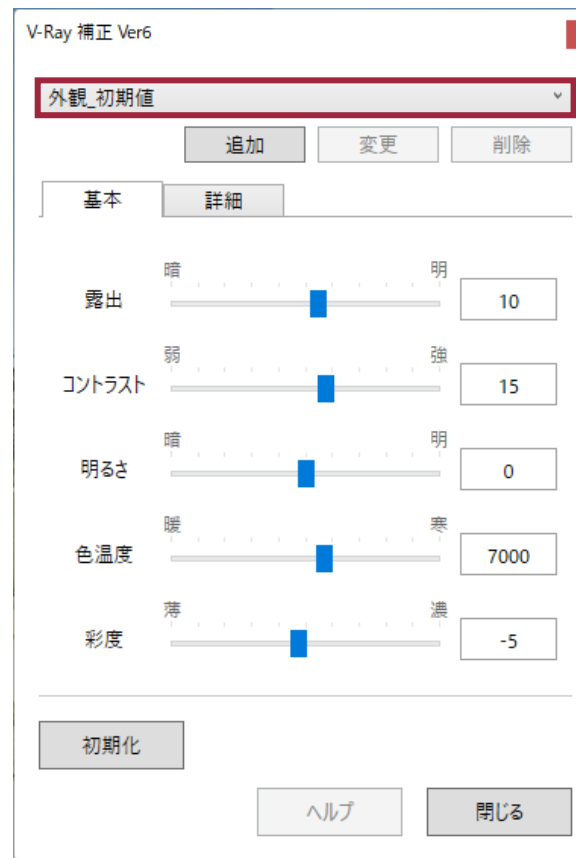 V-Ray 補正 Ver6
外観_初期値
追加 変更 削除
基本 詳細
暗 明
露出 10
弱 強
コントラスト 15
暗 明
明るさ 0
暖 寒
色温度 7000
薄 濃
彩度 -5
初期化
ヘルプ 閉じる